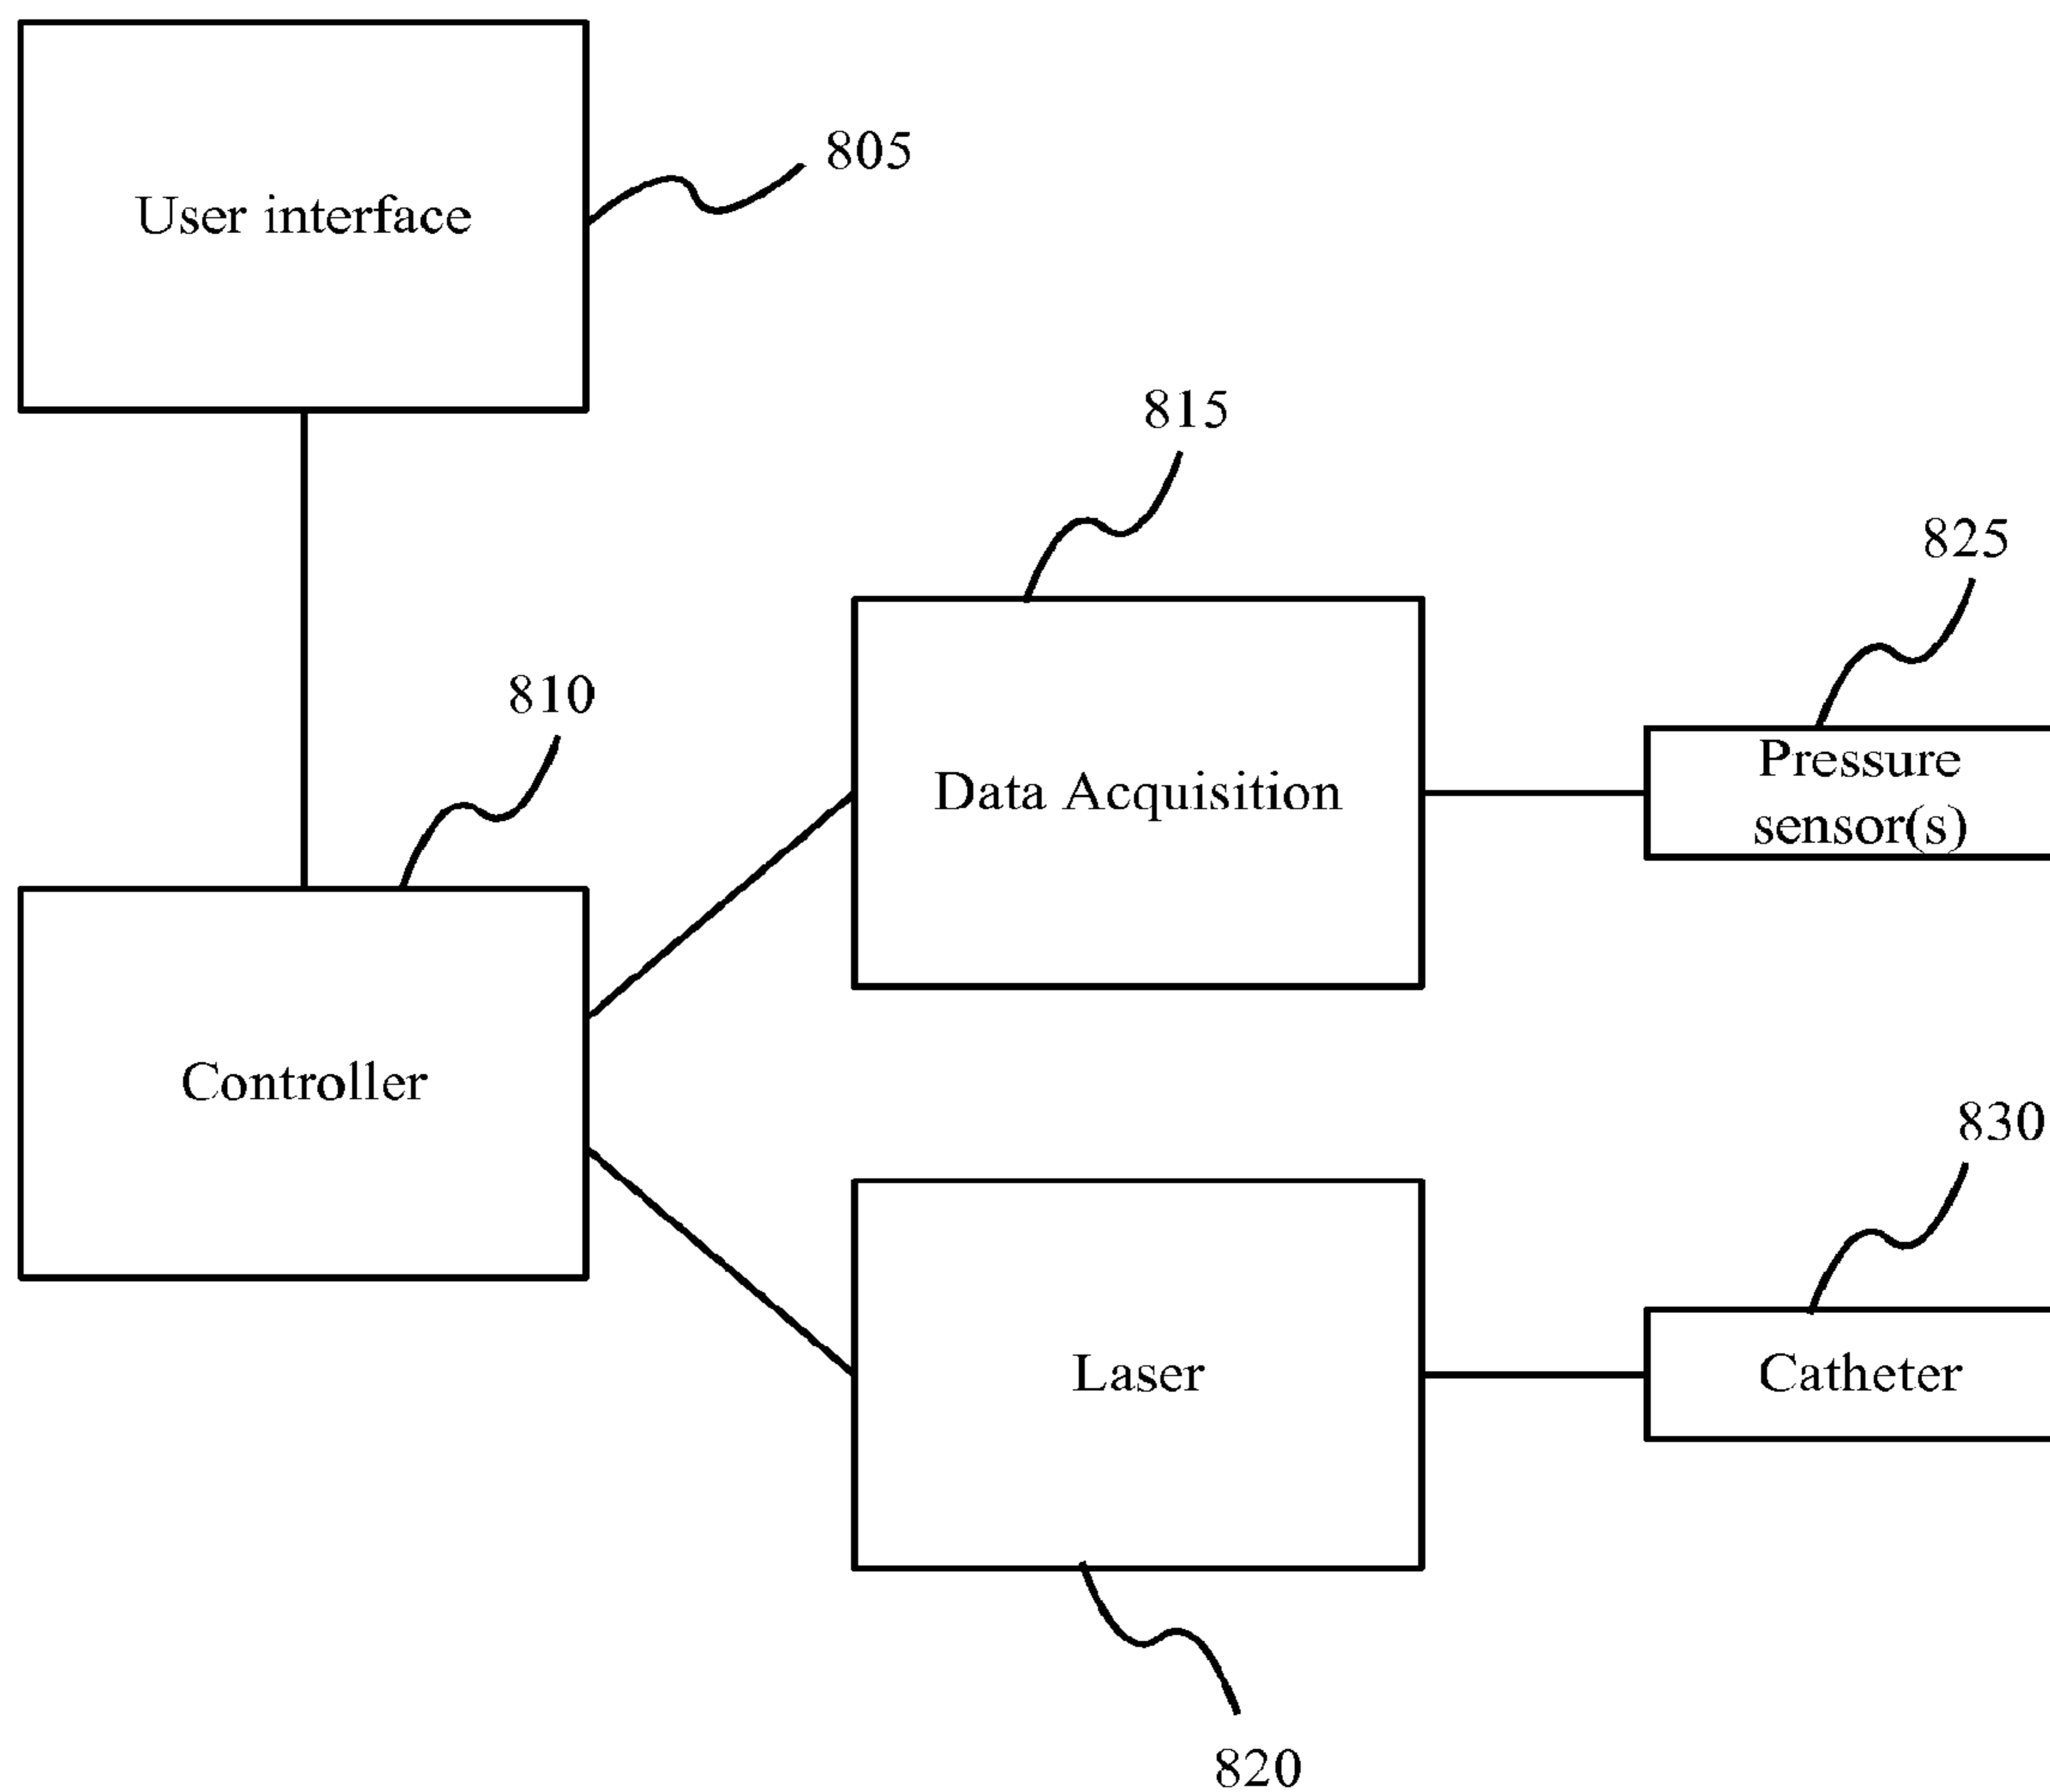 805
User interface
815
825
810
Pressure
sensor(s)
Data Acquisition
Controller
830
Laser
Catheter
820